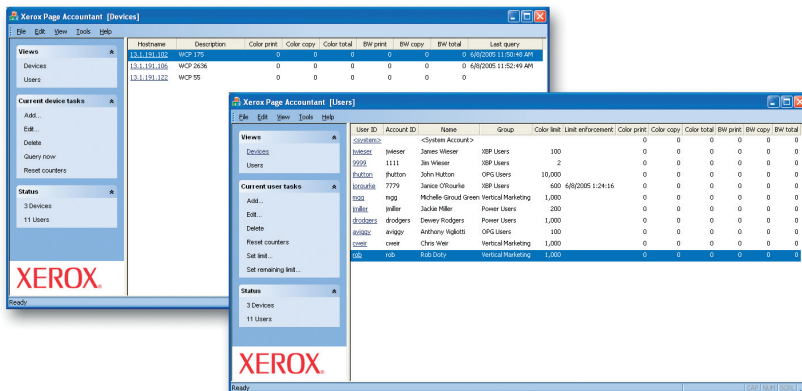 Xerox Page Accountant [Devices]
File Edit View Tools Help
Views
Devices
Users
Current device tasks
Add...
Edit...
Delete
Query now
Reset counters
Status
3 Devices
11 Users
XEROX.
Ready
Hostname Description Color print Color copy Color total BW print BW copy BW total Last query
13.1.191.102 WCP 175 0 0 0 0 0 0 6/8/2005 11:50:48 AM
13.1.191.106 WCP 2636 0 0 0 0 0 0 6/8/2005 11:52:49 AM
13.1.191.122 WCP 55 0 0 0 0 0 0
Xerox Page Accountant [Users]
File Edit View Tools Help
Views
Devices
Users
Current user tasks
Add...
Edit...
Delete
Reset counters
Set limit...
Set remaining limit...
Status
3 Devices
11 Users
XEROX.
Ready
User ID Account ID Name Group Color limit Limit enforcement Color print Color copy Color total BW print BW copy BW total
<system> <System Account> 0 0 0 0 0 0
jwieser jwieser James Wieser XBP Users 100 0 0 0 0 0 0
9999 1111 Jim Wieser XBP Users 2 0 0 0 0 0 0
jhutton jhutton John Hutton OPG Users 10,000 0 0 0 0 0 0
jorourke 7779 Janice O'Rourke XBP Users 600 6/8/2005 1:24:16 0 0 0 0 0 0
mgg mgg Michelle Giroud Green Vertical Marketing 1,000 0 0 0 0 0 0
jmiller jmiller Jackie Miller Power Users 200 0 0 0 0 0 0
drodgers drodgers Dewey Rodgers Power Users 1,000 0 0 0 0 0 0
aviggy aviggy Anthony Vigliotti OPG Users 100 0 0 0 0 0 0
cweir cweir Chris Weir Vertical Marketing 1,000 0 0 0 0 0 0
rob rob Rob Doty Vertical Marketing 1,000 0 0 0 0 0 0
CAP NUM SCRL